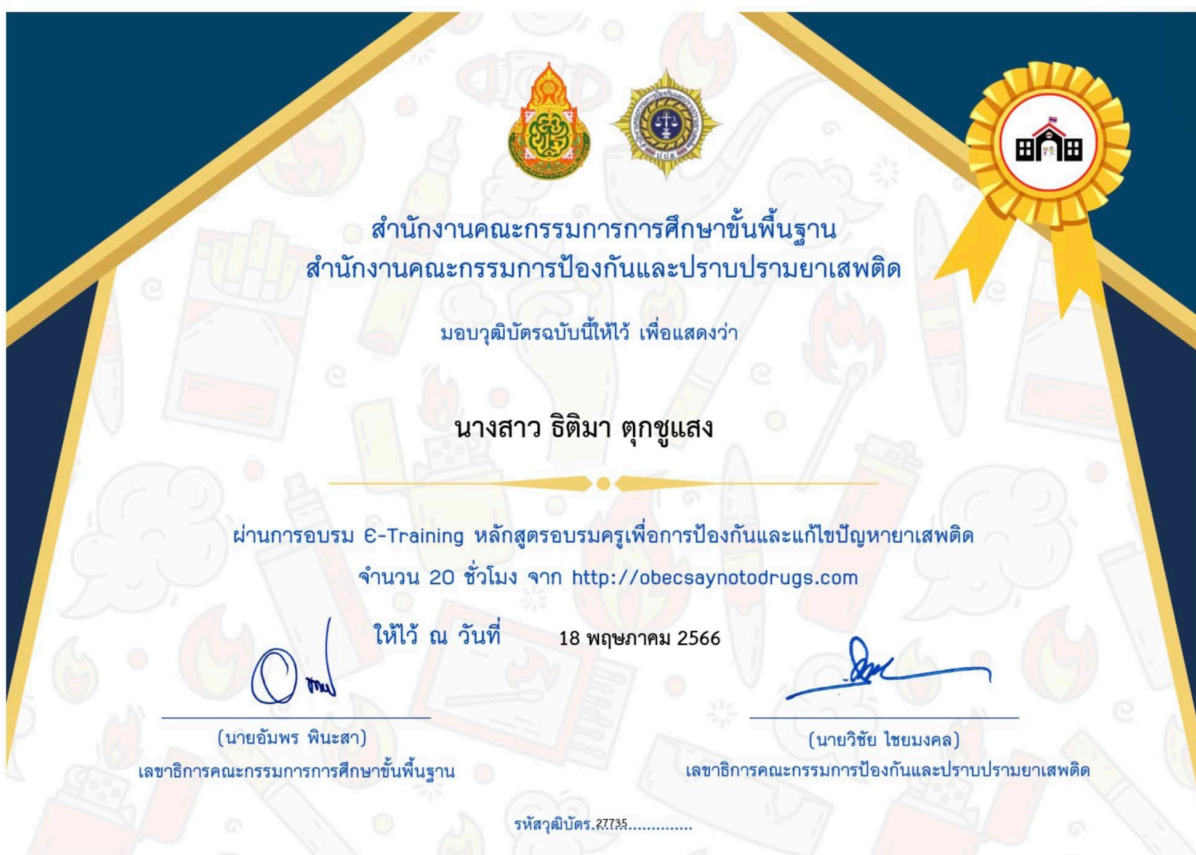 สำนักงานคณะกรรมการการศึกษาขั้นพื้นฐาน
สำนักงานคณะกรรมการป้องกันและปราบปรามยาเสพติด
มอบวุฒิบัตรฉบับนี้ให้ไว้ เพื่อแสดงว่า
นางสาว ธิติมา ตุกชูแสง
ผ่านการอบรม E-Training หลักสูตรอบรมครูเพื่อการป้องกันและแก้ไขปัญหายาเสพติด
จำนวน 20 ชั่วโมง จาก http://obecsaynotodrugs.com
ให้ไว้ ณ วันที่ 18 พฤษภาคม 2566
(นายอัมพร พินะสา) (นายวิชัย ไชยมงคล)
เลขาธิการคณะกรรมการการศึกษาขั้นพื้นฐาน เลขาธิการคณะกรรมการป้องกันและปราบปรามยาเสพติด
รหัสวุฒิบัตร.27735................